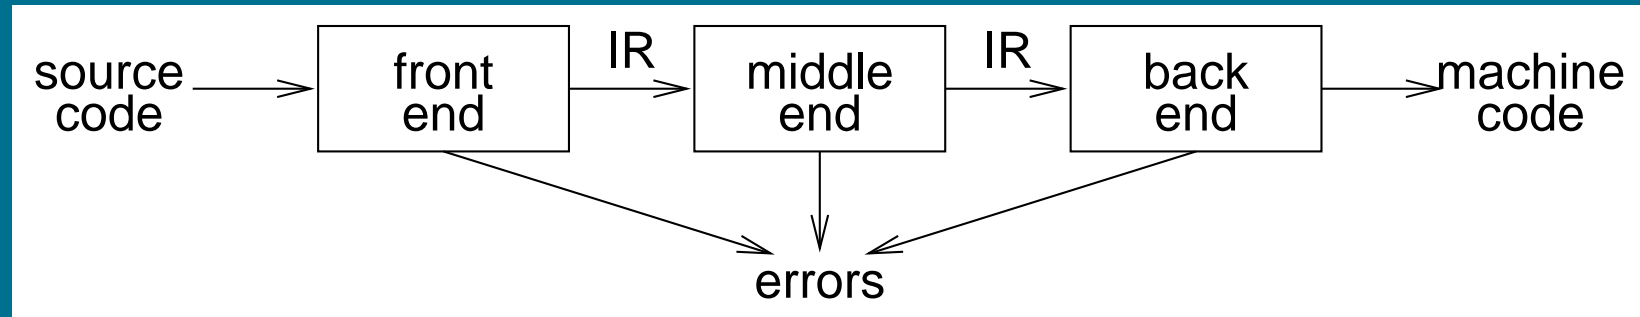 source
code
front
end
IR
middle
end
IR
back
end
machine
code
errors